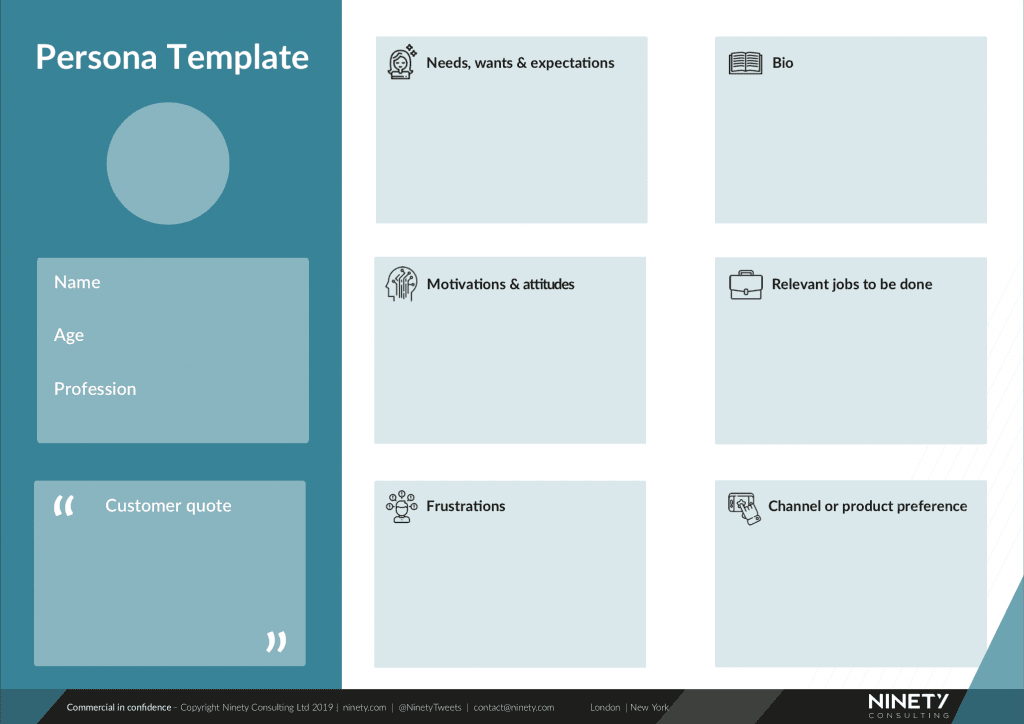 Persona Template
Name
Age
Profession
“ Customer quote
”
Needs, wants & expectations
Bio
Motivations & attitudes
Relevant jobs to be done
Frustrations
Channel or product preference
Commercial in confidence – Copyright Ninety Consulting Ltd 2019 | ninety.com | @NinetyTweets | contact@ninety.com London | New York
NINETY
CONSULTING